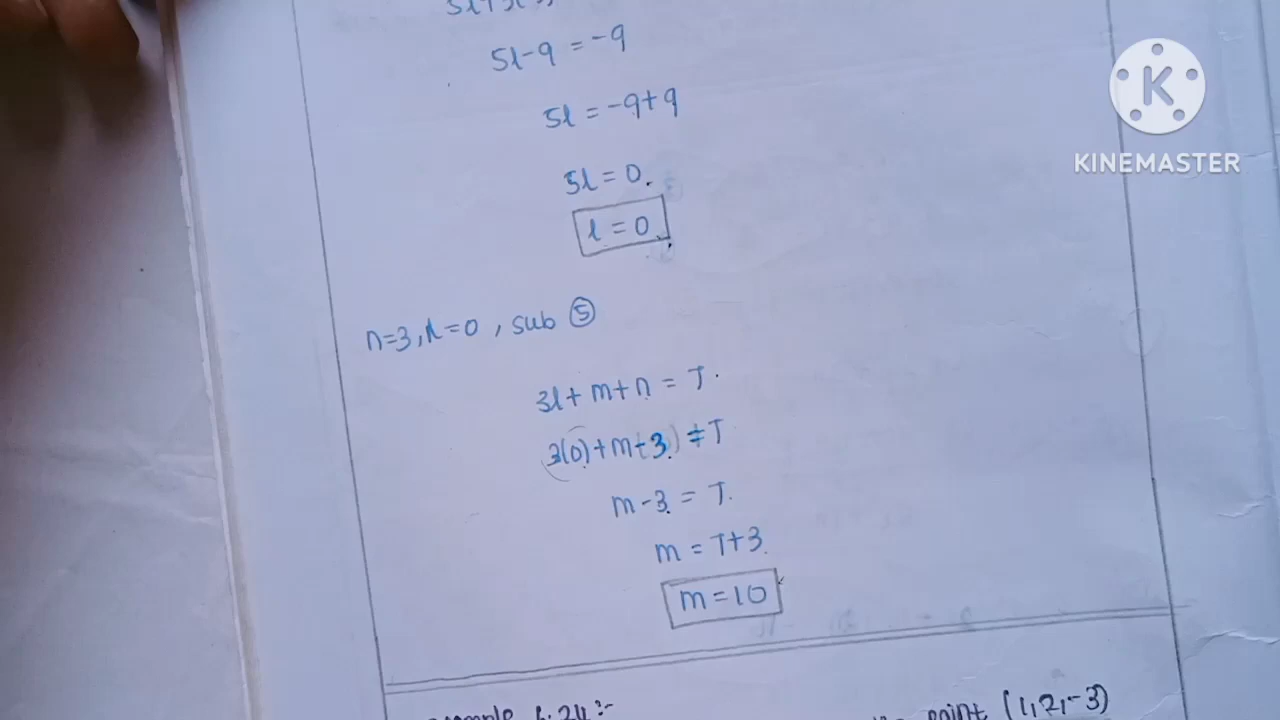 5l-9 = -9
5l = -9+9
5l = 0.
l = 0
n=3, l=0, sub ⑤
3l + m + n = 7.
3(0) + m - 3 = 7
m - 3 = 7.
m = 7+3.
m = 10
point (1,2,-3)
K
KINEMASTER